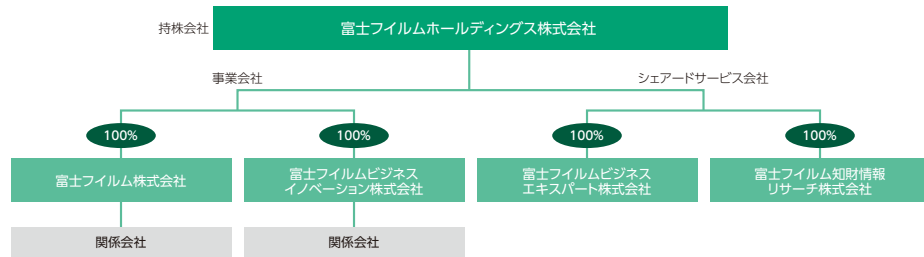 持株会社
富士フイルムホールディングス株式会社
事業会社
シェアードサービス会社
100%
100%
100%
100%
富士フイルム株式会社
富士フイルムビジネス
イノベーション株式会社
富士フイルムビジネス
エキスパート株式会社
富士フイルム知財情報
リサーチ株式会社
関係会社
関係会社